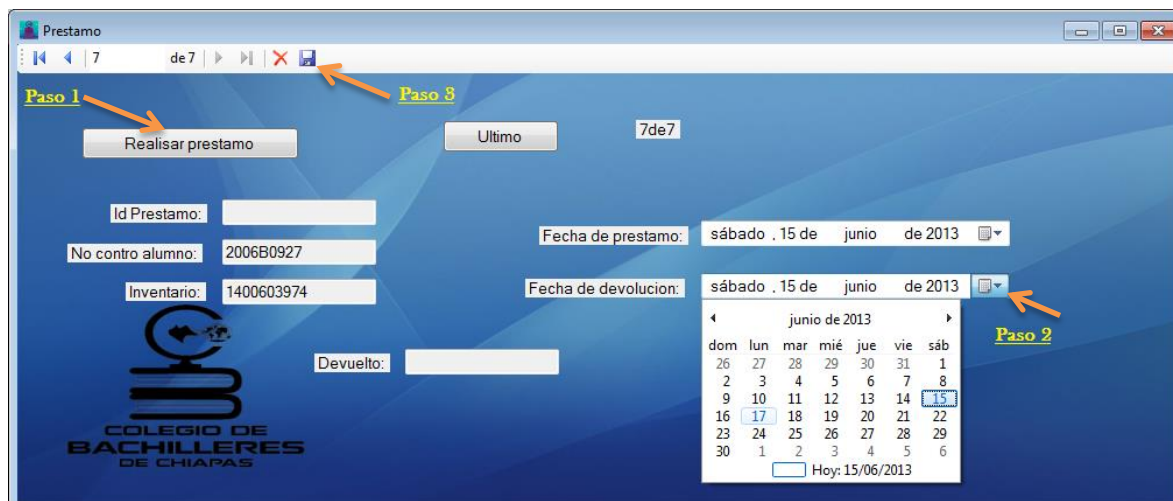 Prestamo
7 de 7
Paso 1
Paso 3
Realisar prestamo
Ultimo
7de7
Id Prestamo:
No contro alumno: 2006B0927
Inventario: 1400603974
Fecha de prestamo: sábado , 15 de junio de 2013
Fecha de devolucion: sábado , 15 de junio de 2013
Paso 2
Devuelto:
junio de 2013
dom lun mar mié jue vie sáb
26 27 28 29 30 31 1
2 3 4 5 6 7 8
9 10 11 12 13 14 15
16 17 18 19 20 21 22
23 24 25 26 27 28 29
30 1 2 3 4 5 6
Hoy: 15/06/2013
COLEGIO DE
BACHILLERES
DE CHIAPAS